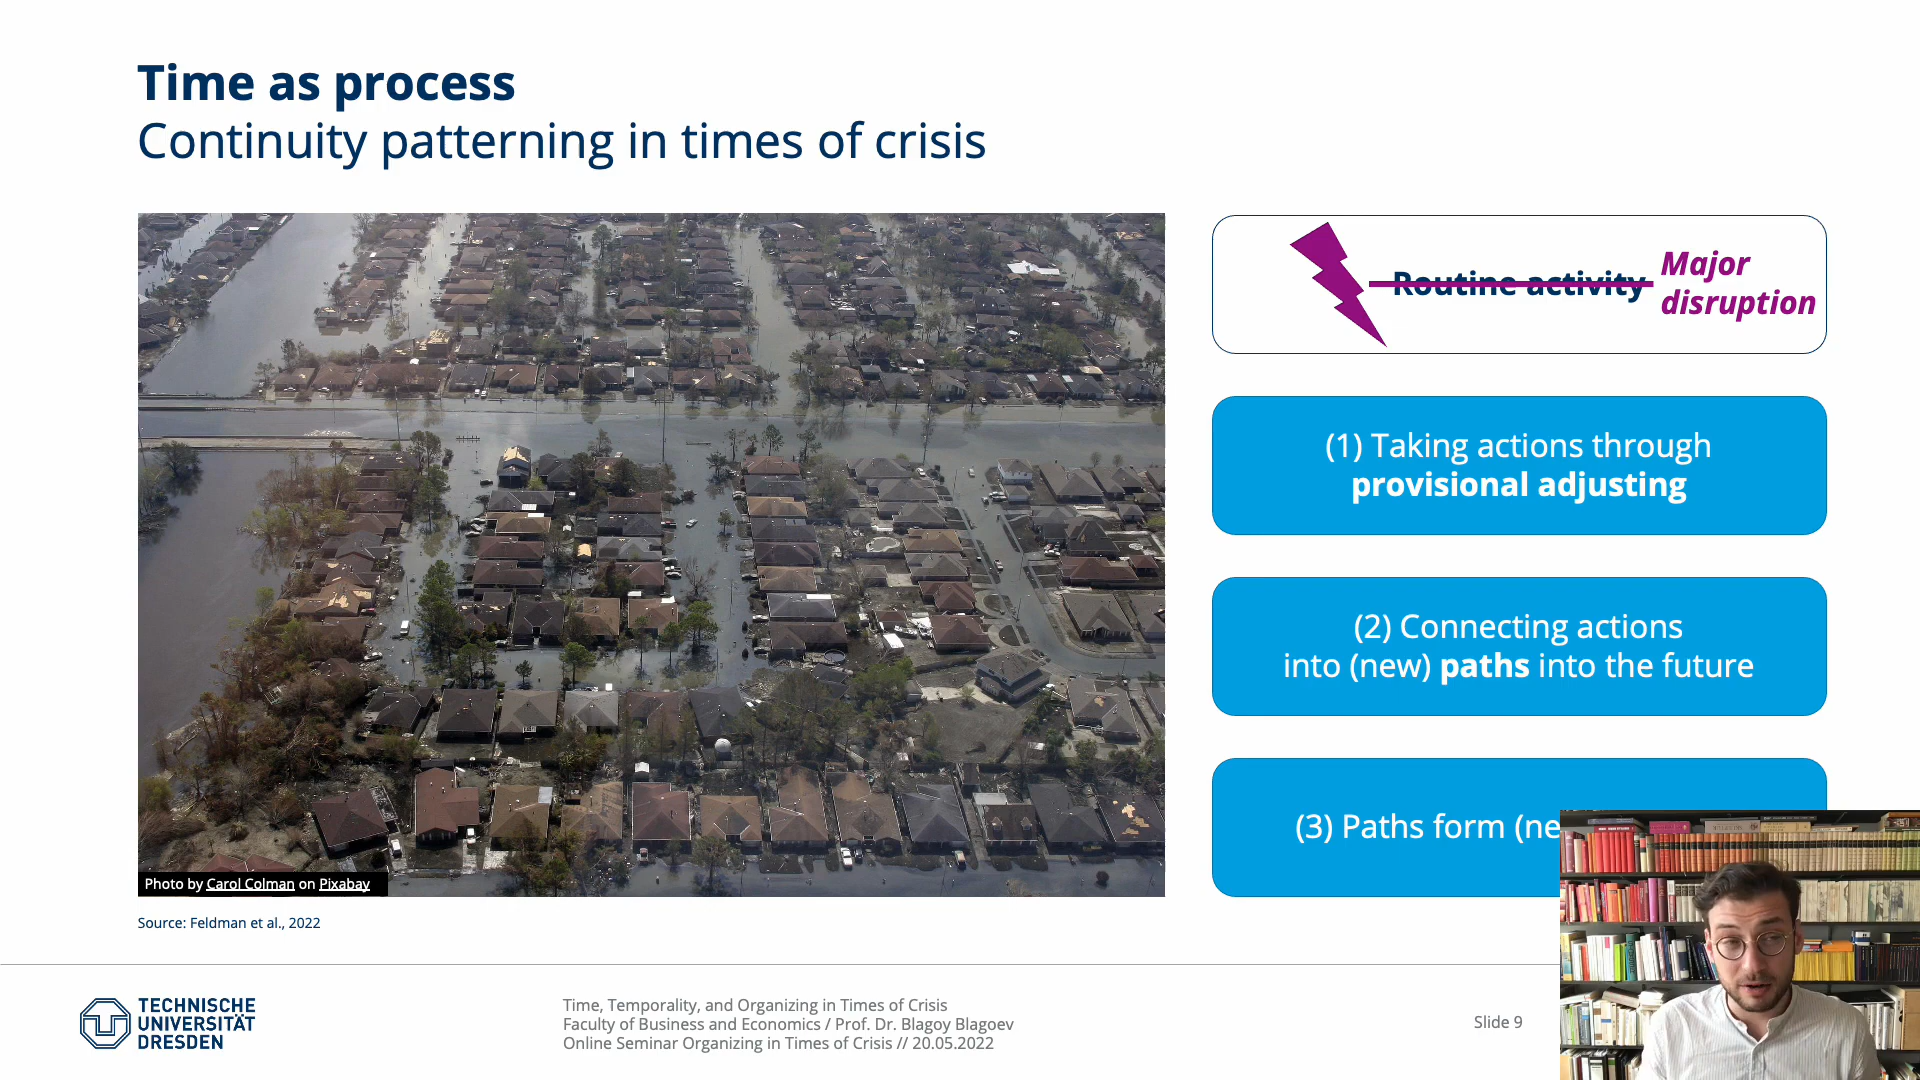 Time as process
Continuity patterning in times of crisis
Routine activity
Major
disruption
(1) Taking actions through
provisional adjusting
(2) Connecting actions
into (new) paths into the future
(3) Paths form
Photo by Carol Colman on Pixabay
Source: Feldman et al., 2022
TECHNISCHE
UNIVERSITÄT
DRESDEN
Time, Temporality, and Organizing in Times of Crisis
Faculty of Business and Economics / Prof. Dr. Blagoy Blagoev
Online Seminar Organizing in Times of Crisis // 20.05.2022
Slide 9